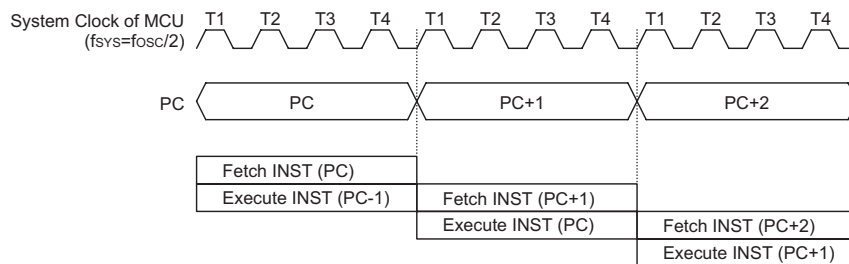 System Clock of MCU T1 T2 T3 T4 T1 T2 T3 T4 T1 T2 T3 T4
(fSYS=fOSC/2)
PC PC PC+1 PC+2
Fetch INST (PC)
Execute INST (PC-1) Fetch INST (PC+1)
Execute INST (PC) Fetch INST (PC+2)
Execute INST (PC+1)